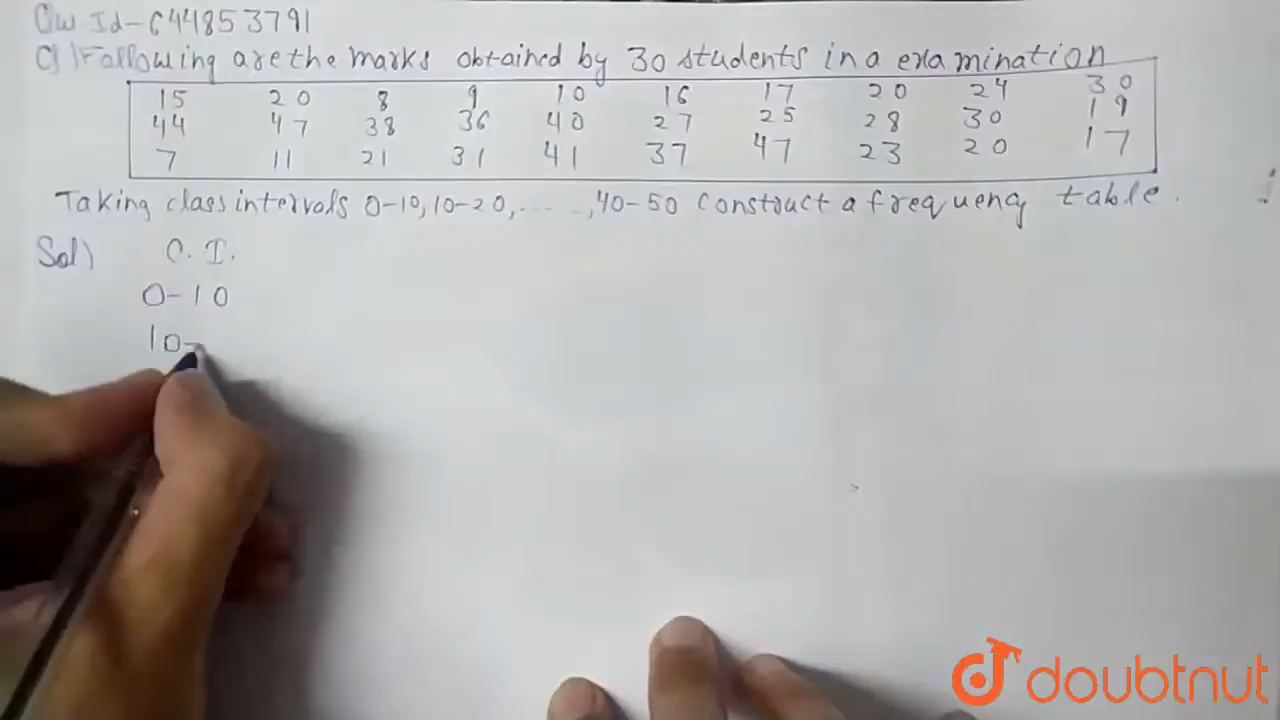 Qu Id-644853791
Q) Following are the marks obtained by 30 students in a examination
15 20 8 9 10 16 17 20 24 30
44 47 38 36 40 27 25 28 30 19
7 11 21 31 41 37 47 23 20 17
Taking class intervals 0-10, 10-20, ......, 40-50 construct a frequency table.
Sol) C. I.
0-10
10-
doubtnut